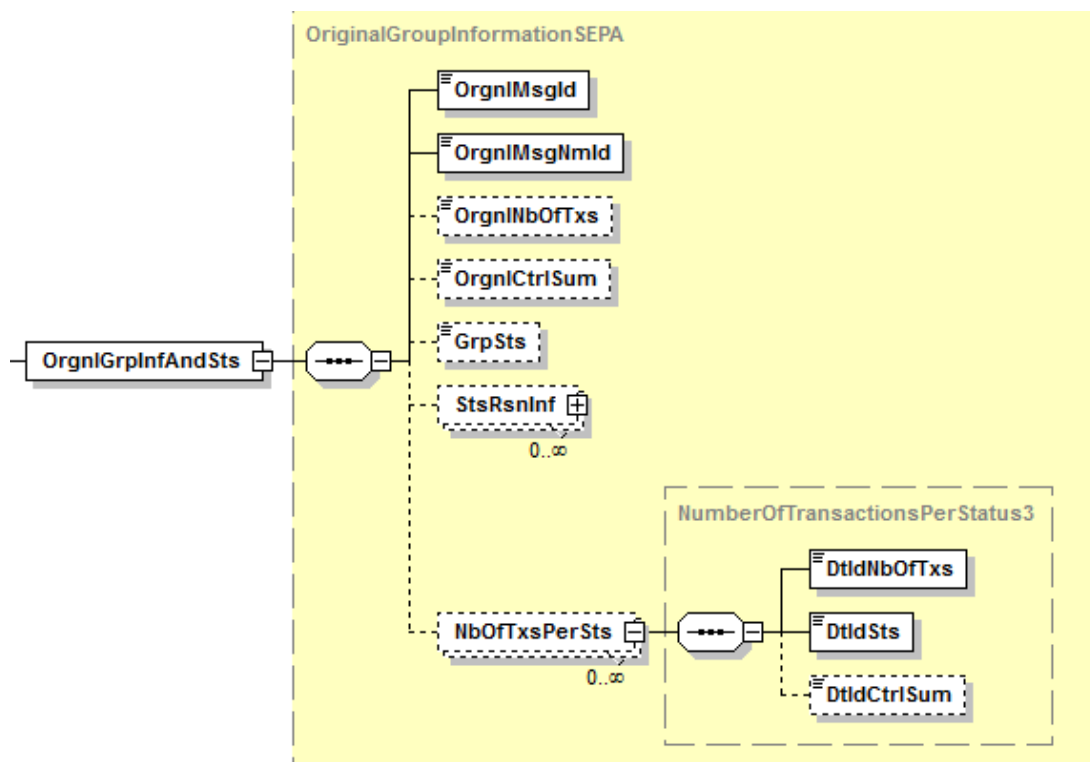 OriginalGroupInformationSEPA
OrgnlMsgId
OrgnlMsgNmId
OrgnlNbOfTxs
OrgnlCtrlSum
GrpSts
OrgnlGrpInfAndSts
StsRsnInf
0..∞
NumberOfTransactionsPerStatus3
DtldNbOfTxs
NbOfTxsPerSts
DtldSts
0..∞
DtldCtrlSum